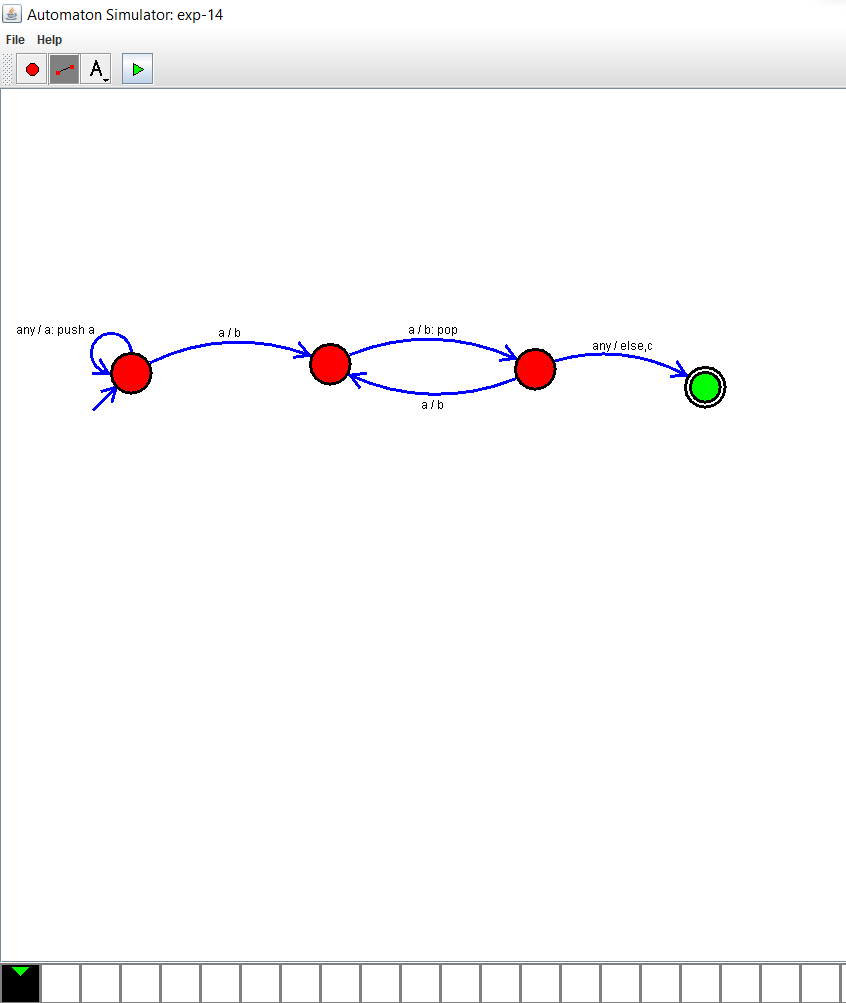 Automaton Simulator: exp-14
File Help
A
any / a: push a
a / b
a / b: pop
any / else,c
a / b